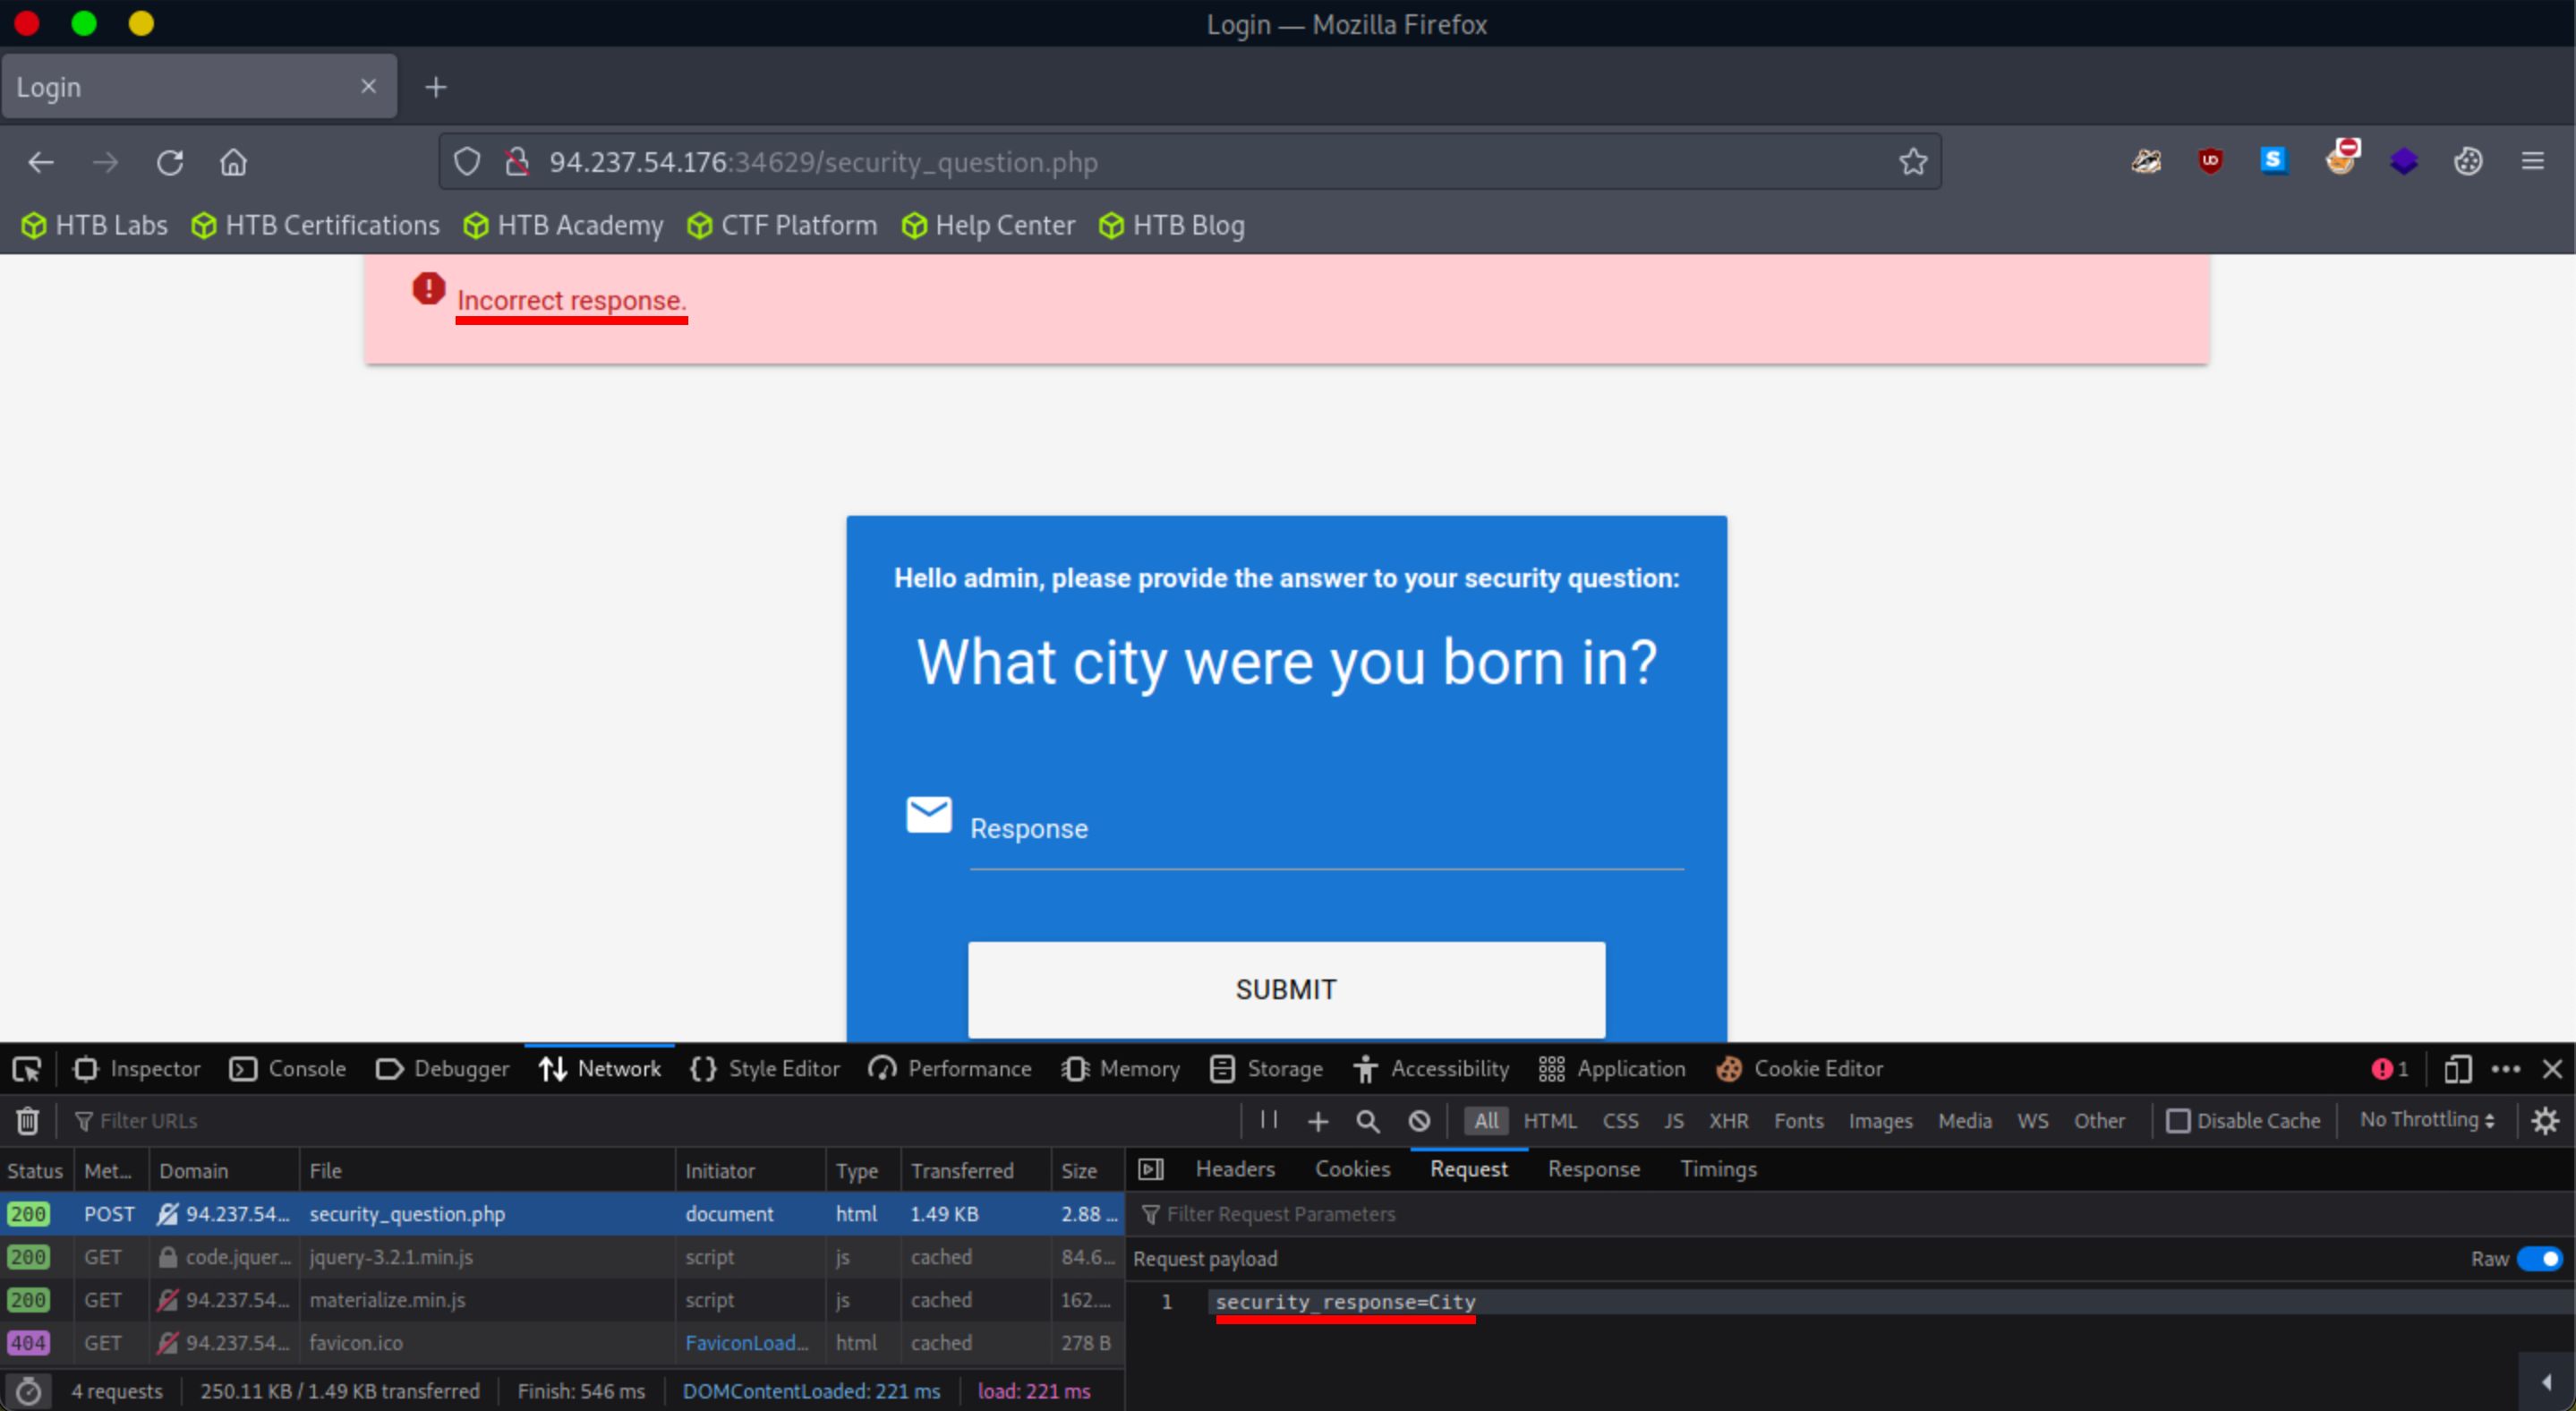 Login — Mozilla Firefox
Login
94.237.54.176:34629/security_question.php
HTB Labs HTB Certifications HTB Academy CTF Platform Help Center HTB Blog
Incorrect response.
Hello admin, please provide the answer to your security question:
What city were you born in?
Response
SUBMIT
Inspector Console Debugger Network Style Editor Performance Memory Storage Accessibility Application Cookie Editor 1
Filter URLs All HTML CSS JS XHR Fonts Images Media WS Other Disable Cache No Throttling
Status Met... Domain File Initiator Type Transferred Size Headers Cookies Request Response Timings
200 POST 94.237.54... security_question.php document html 1.49 KB 2.88 ... Filter Request Parameters
200 GET code.jquer... jquery-3.2.1.min.js script js cached 84.6... Request payload Raw
200 GET 94.237.54... materialize.min.js script js cached 162.... 1 security_response=City
404 GET 94.237.54... favicon.ico FaviconLoad... html cached 278 B
4 requests 250.11 KB / 1.49 KB transferred Finish: 546 ms DOMContentLoaded: 221 ms load: 221 ms